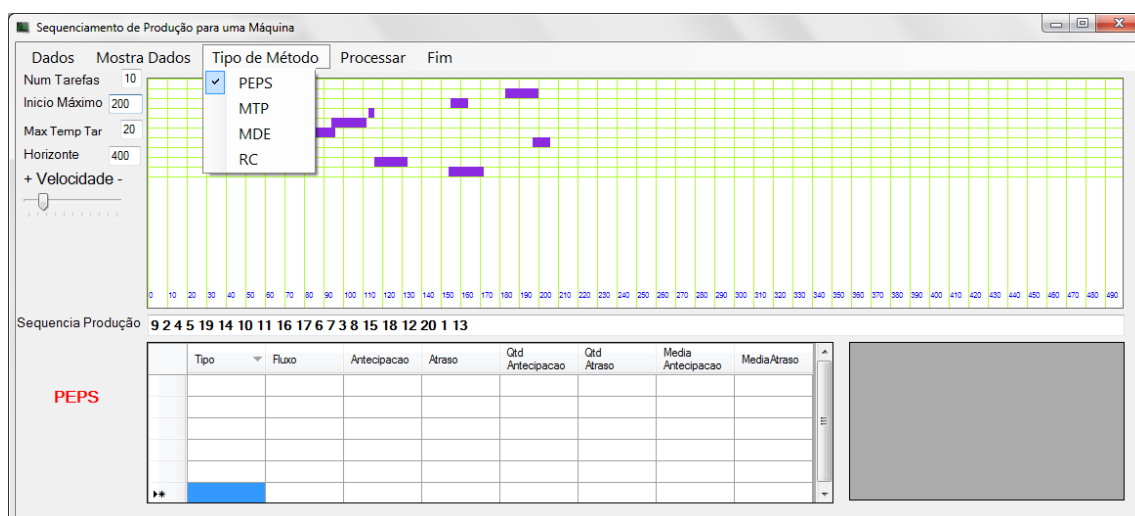 Sequenciamento de Produção para uma Máquina
Dados Mostra Dados Tipo de Método Processar Fim
Num Tarefas 10
Inicio Máximo 200
Max Temp Tar 20
Horizonte 400
+ Velocidade -
PEPS
MTP
MDE
RC
0 10 20 30 40 50 60 70 80 90 100 110 120 130 140 150 160 170 180 190 200 210 220 230 240 250 260 270 280 290 300 310 320 330 340 350 360 370 380 390 400 410 420 430 440 450 460 470 480 490
Sequencia Produção 9 2 4 5 19 14 10 11 16 17 6 7 3 8 15 18 12 20 1 13
Tipo Fluxo Antecipacao Atraso Qtd Antecipacao Qtd Atraso Media Antecipacao MediaAtraso
PEPS